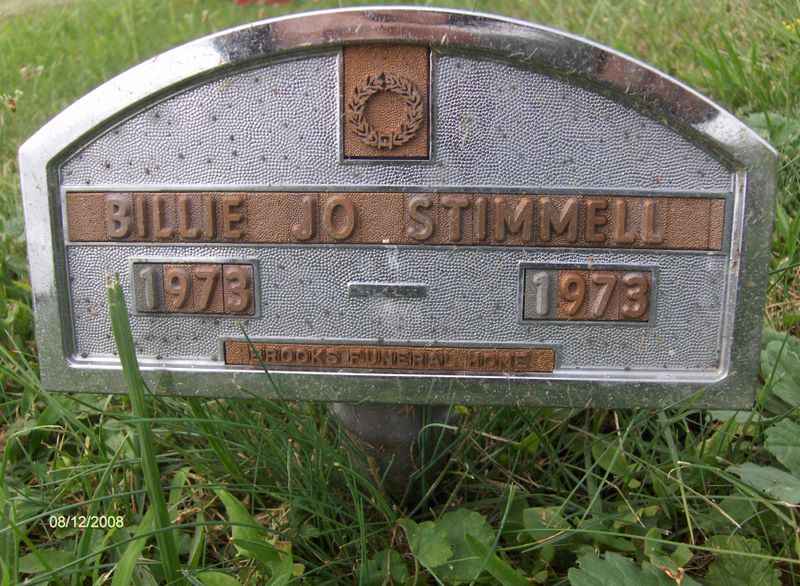 BILLIE JO STIMMELL
1973 1973
BROOKS FUNERAL HOME
08/12/2008